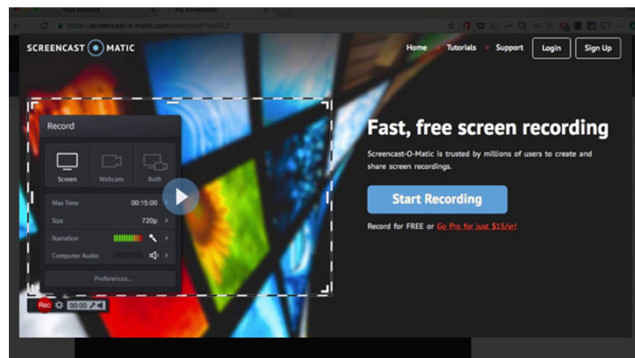 My Screencast
https://screencast-o-matic.com
SCREENCAST O MATIC
Home Tutorials Support Login Sign Up
Record
Screen Webcam Both
Max Time 00:15:00
Size 720p
Narration
Computer Audio
Preferences...
Rec 00:00
Fast, free screen recording
Screencast-O-Matic is trusted by millions of users to create and
share screen recordings.
Start Recording
Record for FREE or Go Pro for just $15/yr!